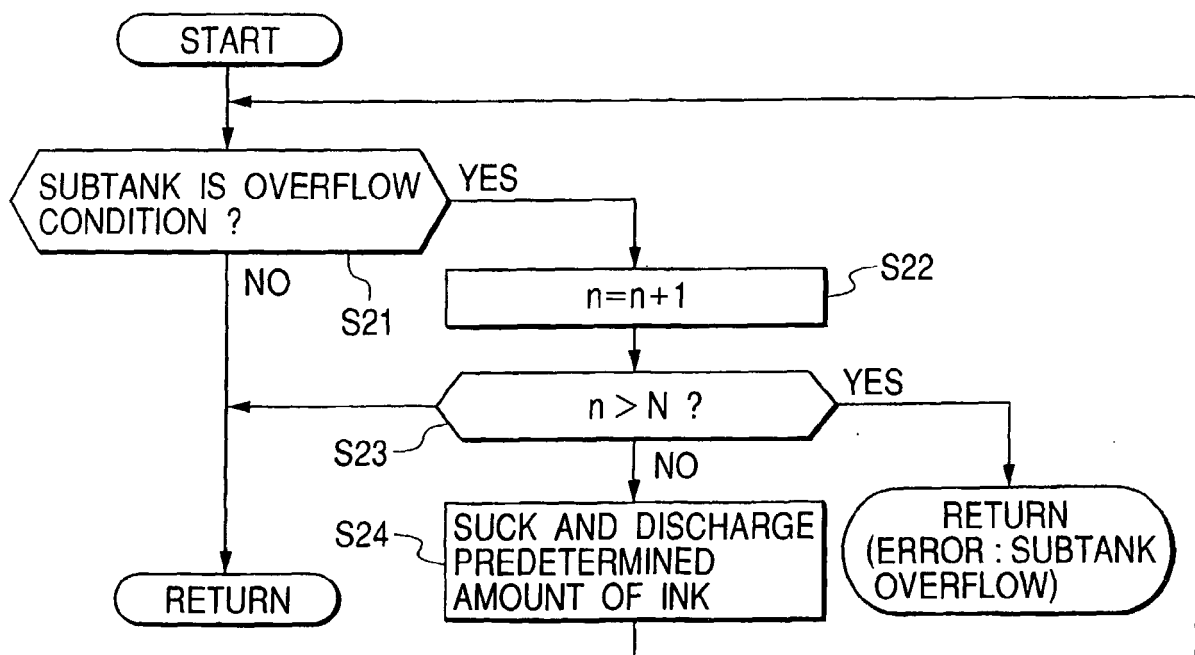 START
SUBTANK IS OVERFLOW
CONDITION ?
YES
NO
S21
n=n+1
S22
n > N ?
YES
S23
NO
S24
SUCK AND DISCHARGE
PREDETERMINED
AMOUNT OF INK
RETURN
(ERROR : SUBTANK
OVERFLOW)
RETURN